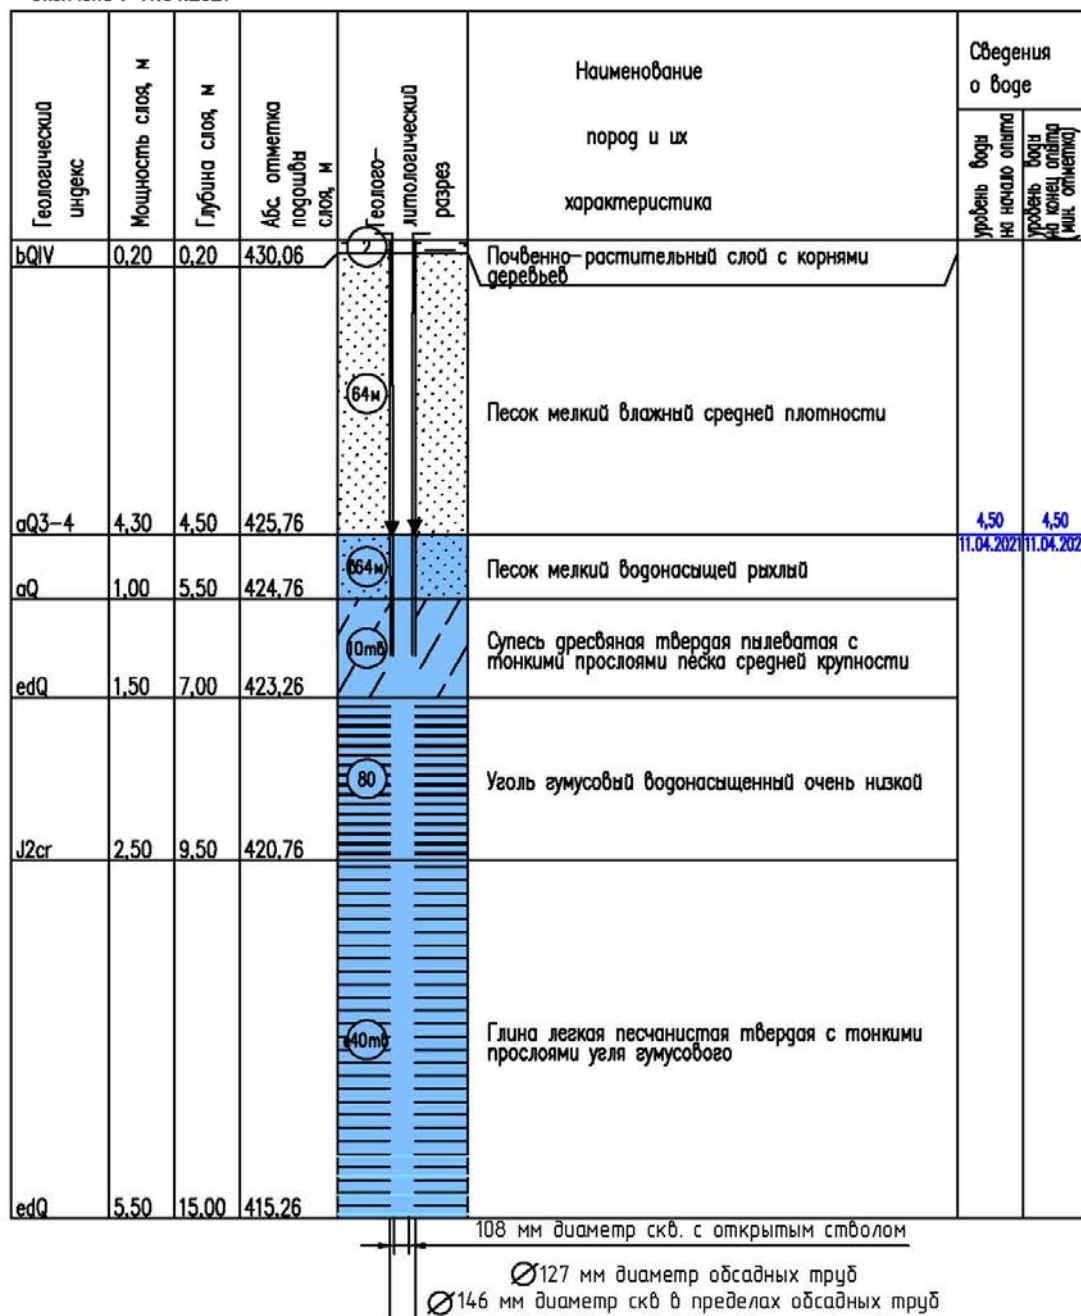 Геологический индекс
Мощность слоя, м
Глубина слоя, м
Абс. отметка подошвы слоя, м
Геолого-литологический разрез
Наименование
пород и их
характеристика
Сведения
о воде
уровень воды на начало опыта
уровень воды на конец опыта (мин. отметка)
bQIV 0,20 0,20 430,06 2 Почвенно-растительный слой с корнями
деревьев
64м Песок мелкий влажный средней плотности
aQ3-4 4,30 4,50 425,76 4,50 4,50
11.04.2021 11.04.202
64м Песок мелкий водонасыщей рыхлый
aQ 1,00 5,50 424,76
10тв Супесь дресвяная твердая пылеватая с
тонкими прослоями песка средней крупности
edQ 1,50 7,00 423,26
80 Уголь гумусовый водонасыщенный очень низкой
J2cr 2,50 9,50 420,76
40тв Глина легкая песчанистая твердая с тонкими
прослоями угля гумусового
edQ 5,50 15,00 415,26
108 мм диаметр скв. с открытым стволом
Ø127 мм диаметр обсадных труб
Ø146 мм диаметр скв в пределах обсадных труб